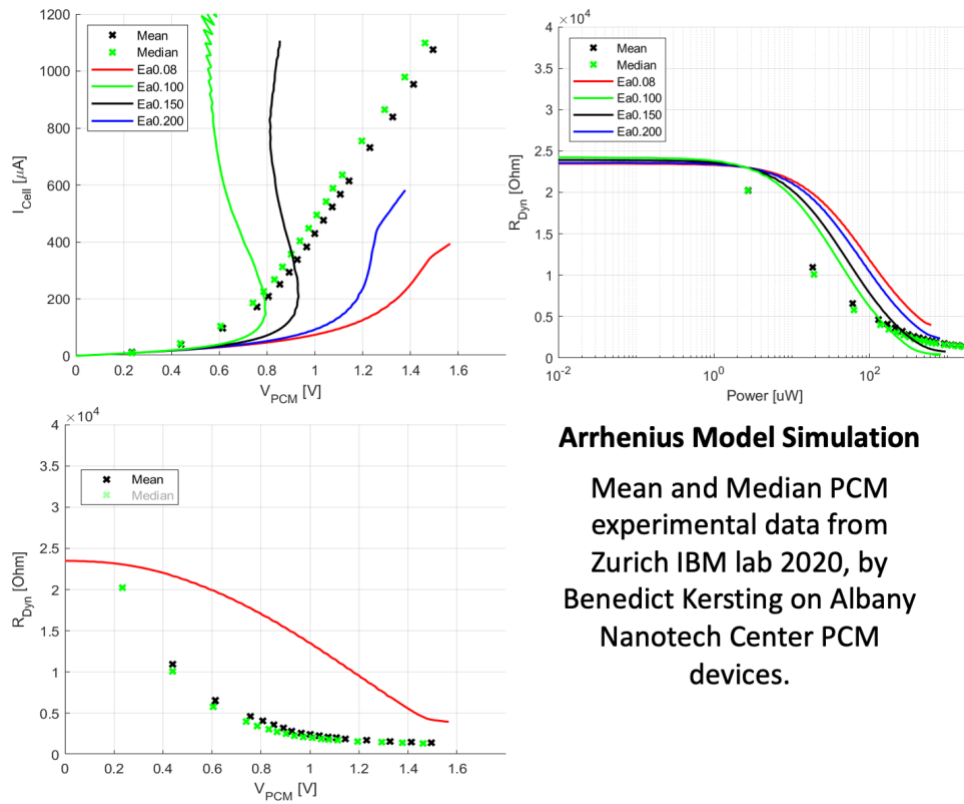 1200
1000
800
600
400
200
0
I_Cell [μA]
Mean
Median
Ea0.08
Ea0.100
Ea0.150
Ea0.200
0 0.2 0.4 0.6 0.8 1 1.2 1.4 1.6
V_PCM [V]
×10^4
4
3.5
3
2.5
2
1.5
1
0.5
0
R_Dyn [Ohm]
Mean
Median
Ea0.08
Ea0.100
Ea0.150
Ea0.200
10^-2 10^0 10^2
Power [uW]
×10^4
4
3.5
3
2.5
2
1.5
1
0.5
0
R_Dyn [Ohm]
Mean
Median
0 0.2 0.4 0.6 0.8 1 1.2 1.4 1.6
V_PCM [V]
Arrhenius Model Simulation
Mean and Median PCM
experimental data from
Zurich IBM lab 2020, by
Benedict Kersting on Albany
Nanotech Center PCM
devices.